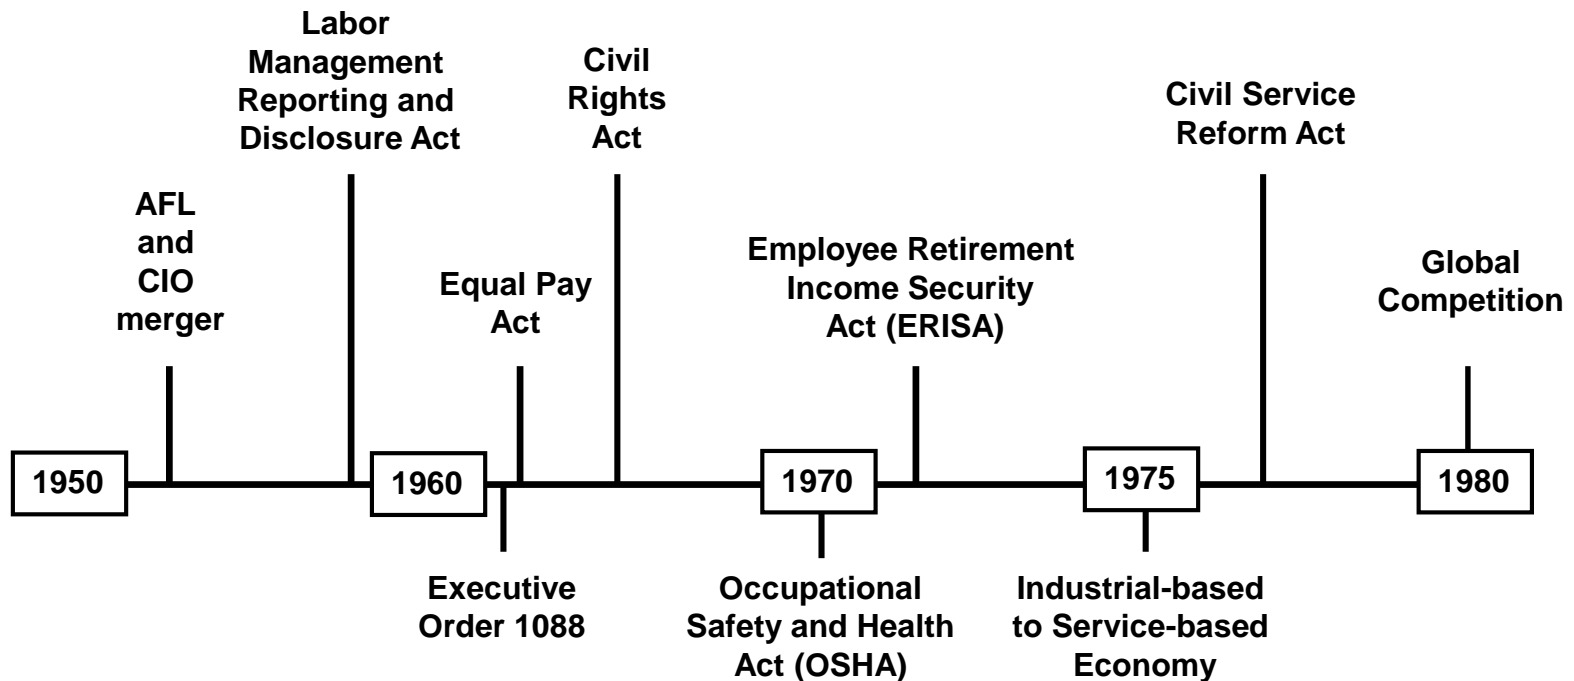 Labor
Management
Reporting and
Disclosure Act
Civil
Rights
Act
Civil Service
Reform Act
AFL
and
CIO
merger
Equal Pay
Act
Employee Retirement
Income Security
Act (ERISA)
Global
Competition
1950
1960
1970
1975
1980
Executive
Order 1088
Occupational
Safety and Health
Act (OSHA)
Industrial-based
to Service-based
Economy